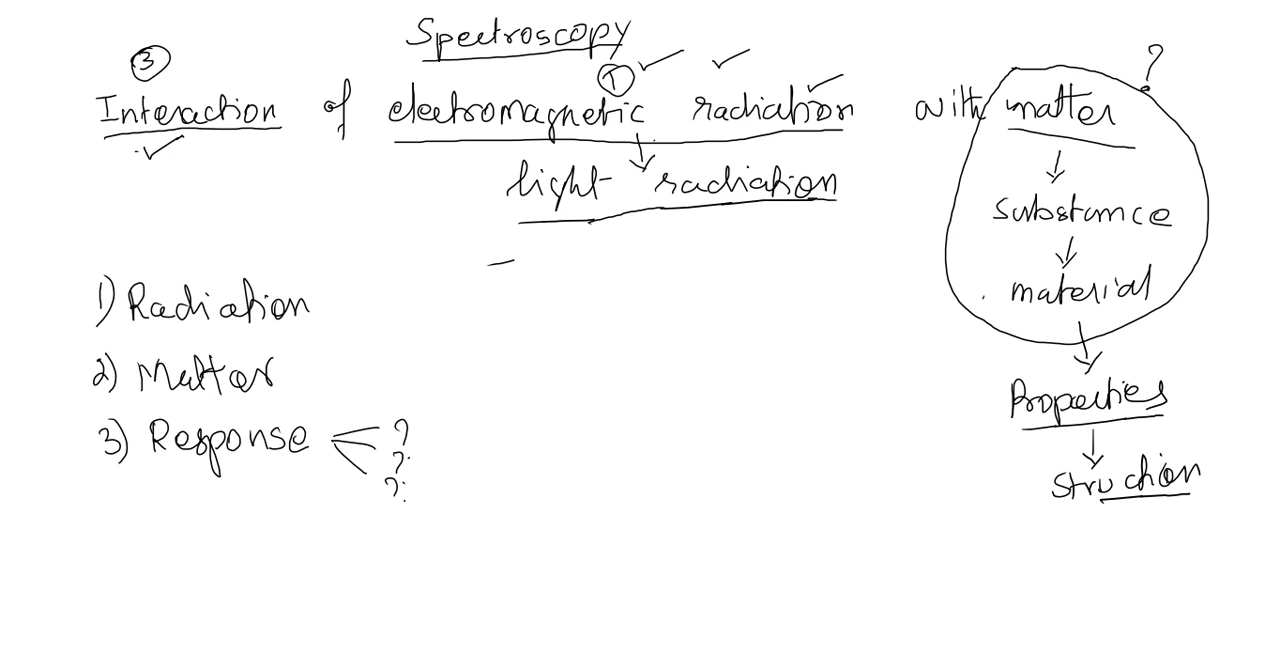 Spectroscopy
③ ①
Interaction of electromagnetic radiation with matter ?
↓ ↓
light radiation substance
↓
1) Radiation material
↓
2) Matter Properties
3) Response ? ↓
? struction
?